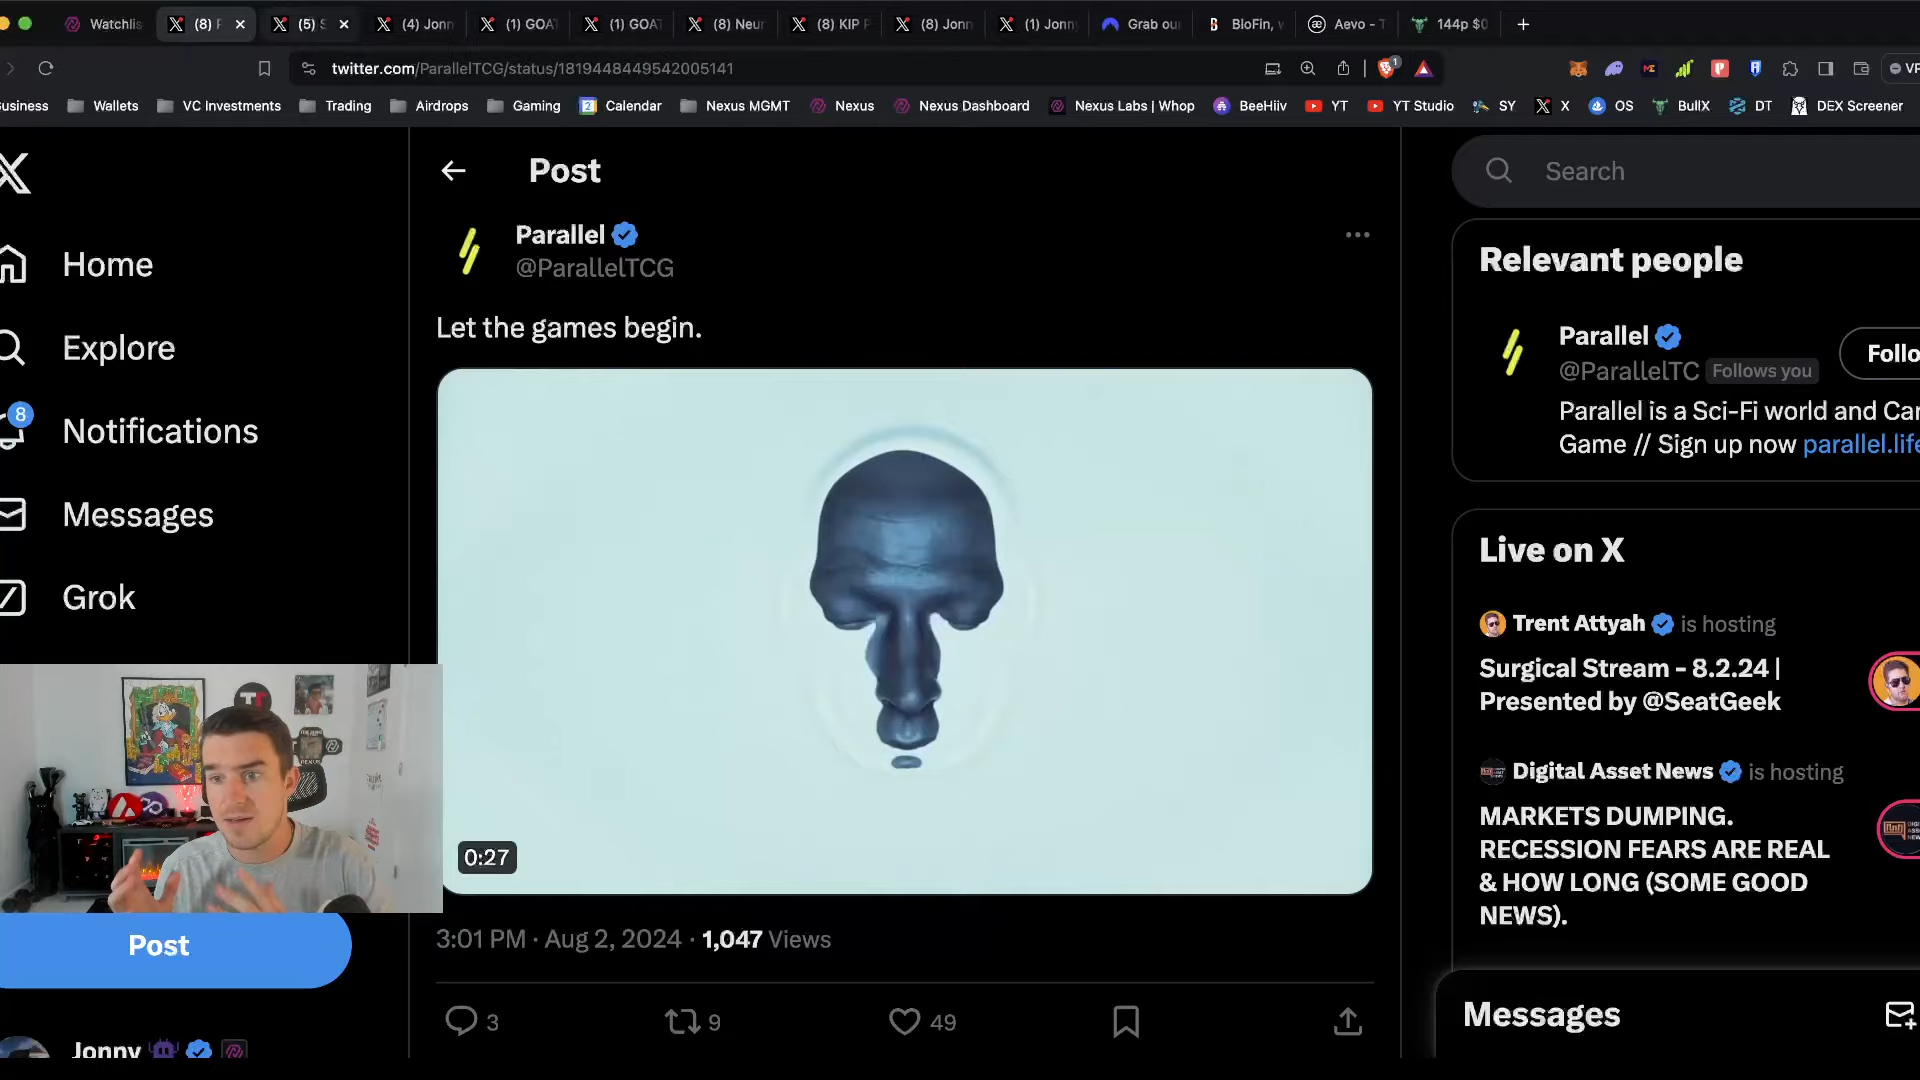 Watchlis
(8) F
(5) S
(4) Jonn
(1) GOA
(1) GOA
(8) Neur
(8) KIP P
(8) Jonn
(1) Jonn
Grab our
BioFin, w
Aevo - T
144p $0
twitter.com/ParallelTCG/status/1819448449542005141
1
VP
usiness
Wallets
VC Investments
Trading
Airdrops
Gaming
Calendar
Nexus MGMT
Nexus
Nexus Dashboard
Nexus Labs | Whop
BeeHiiv
YT
YT Studio
SY
X
OS
BullX
DT
DEX Screener
Home
Explore
8
Notifications
Messages
Grok
Post
Jonny
Post
Parallel
@ParallelTCG
Let the games begin.
0:27
3:01 PM · Aug 2, 2024 · 1,047 Views
3
9
49
Search
Relevant people
Parallel
Follo
@ParallelTC
Follows you
Parallel is a Sci-Fi world and Car
Game // Sign up now parallel.life
Live on X
Trent Attyah is hosting
Surgical Stream - 8.2.24 |
Presented by @SeatGeek
Digital Asset News is hosting
MARKETS DUMPING.
RECESSION FEARS ARE REAL
& HOW LONG (SOME GOOD
NEWS).
Messages